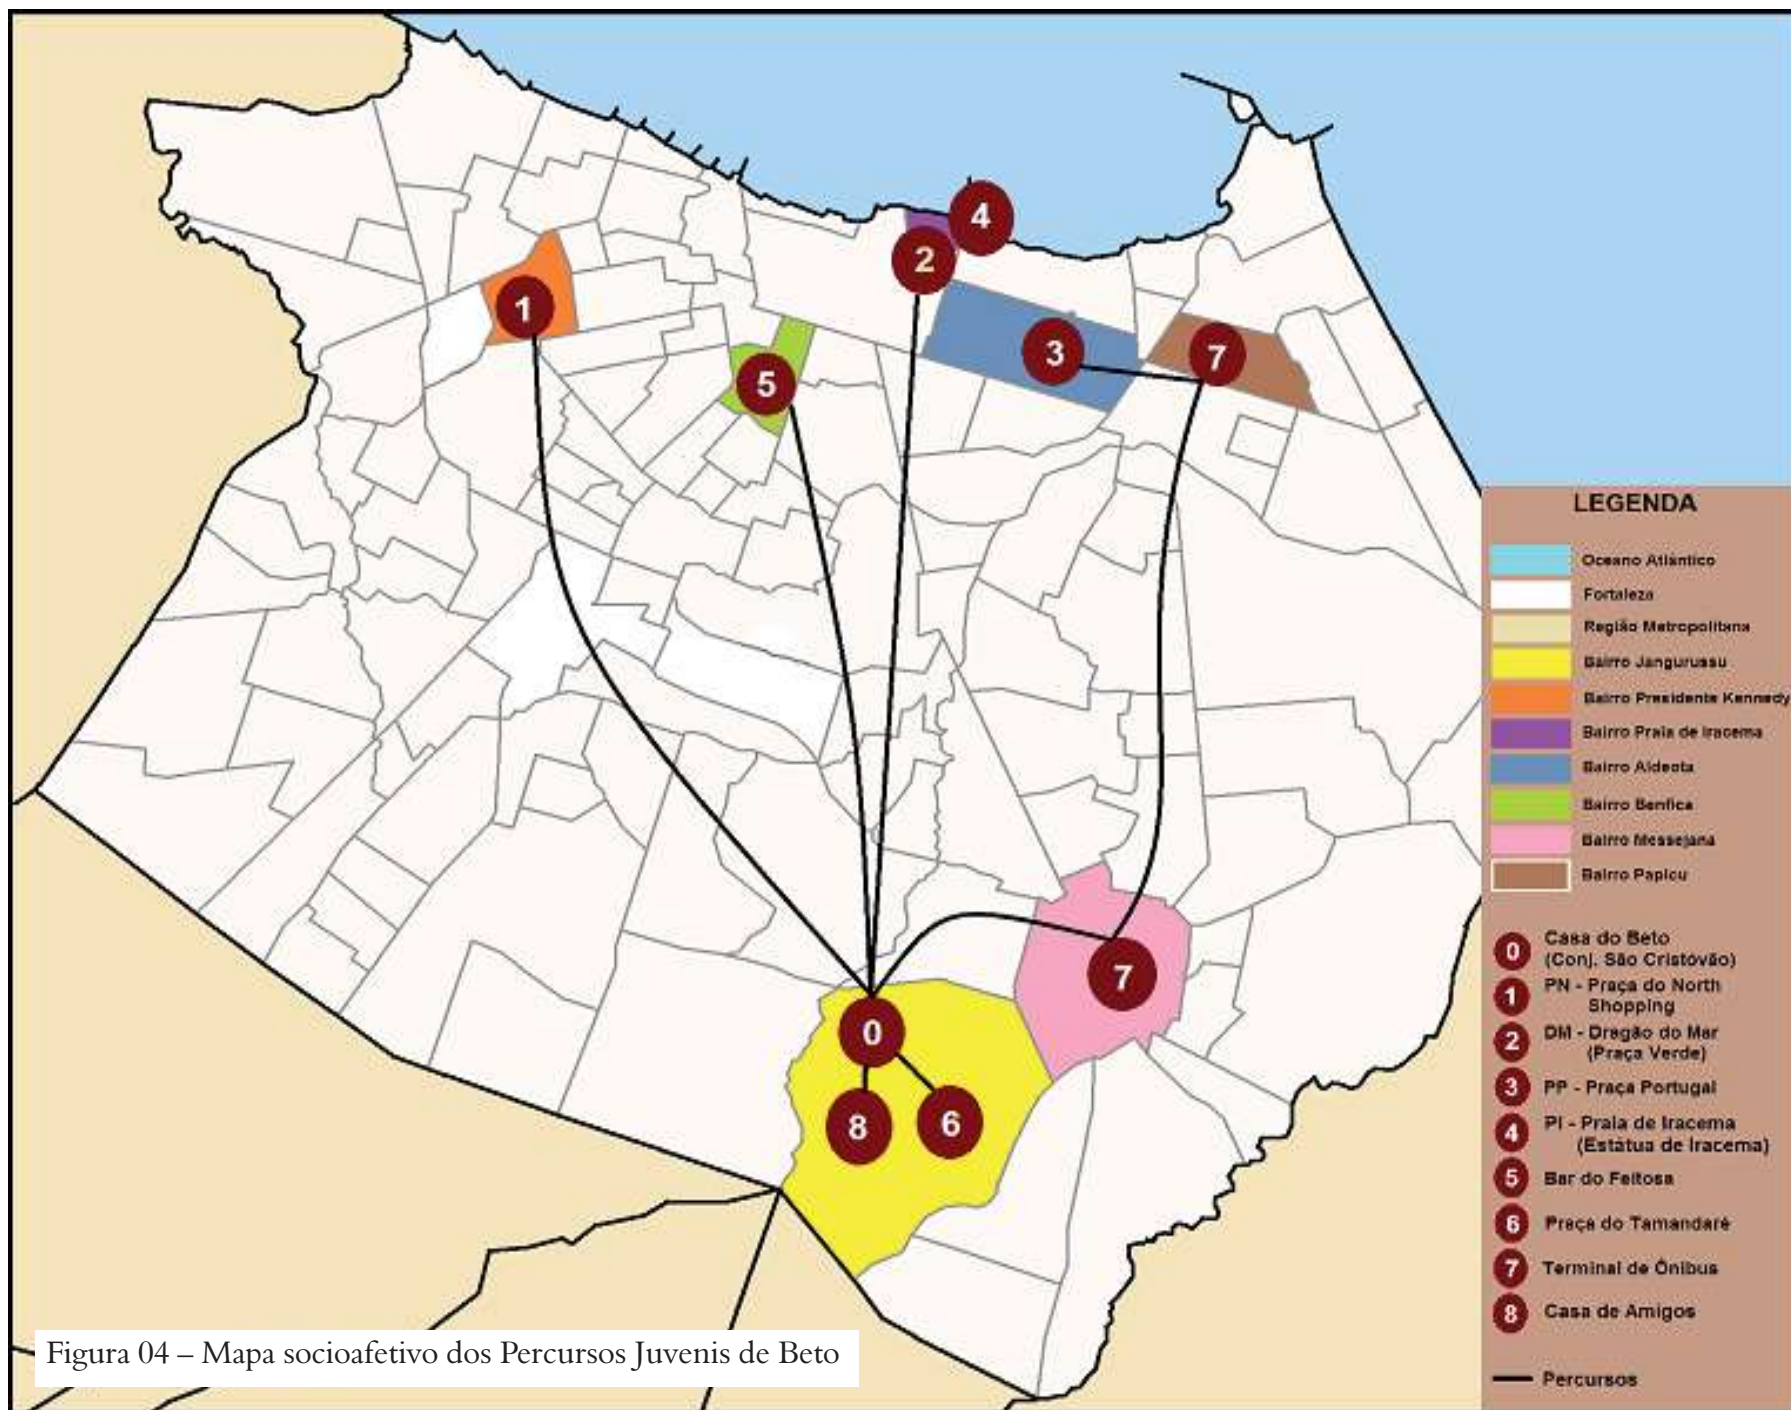 4
2
1
3
7
5
7
0
8
6
LEGENDA
Oceano Atlântico
Fortaleza
Região Metropolitana
Bairro Jangurussu
Bairro Presidente Kennedy
Bairro Praia de Iracema
Bairro Aldeota
Bairro Benfica
Bairro Messejana
Bairro Papicu
0 Casa do Beto
(Conj. São Cristóvão)
1 PN - Praça do North
Shopping
2 DM - Dragão do Mar
(Praça Verde)
3 PP - Praça Portugal
4 PI - Praia de Iracema
(Estátua de Iracema)
5 Bar do Feitosa
6 Praça do Tamandaré
7 Terminal de Ônibus
8 Casa de Amigos
Percursos
Figura 04 – Mapa socioafetivo dos Percursos Juvenis de Beto